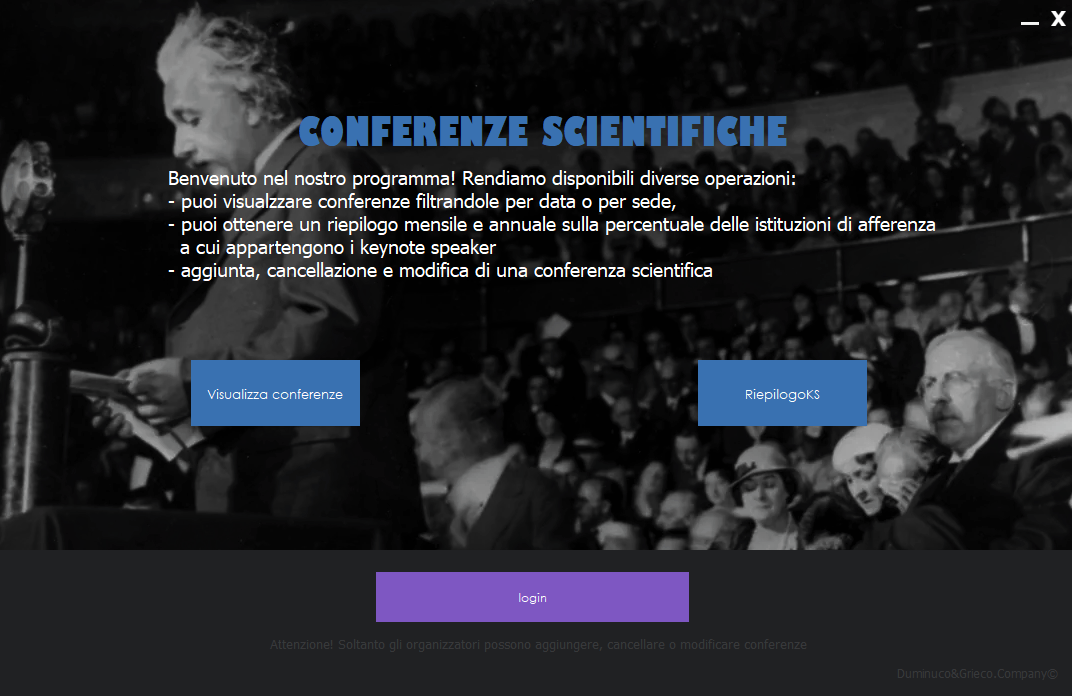 X
CONFERENZE SCIENTIFICHE
Benvenuto nel nostro programma! Rendiamo disponibili diverse operazioni:
- puoi visualzzare conferenze filtrandole per data o per sede,
- puoi ottenere un riepilogo mensile e annuale sulla percentuale delle istituzioni di afferenza
a cui appartengono i keynote speaker
- aggiunta, cancellazione e modifica di una conferenza scientifica
Visualizza conferenze
RiepilogoKS
login
Attenzione! Soltanto gli organizzatori possono aggiungere, cancellare o modificare conferenze
Duminuco&Grieco.Company©